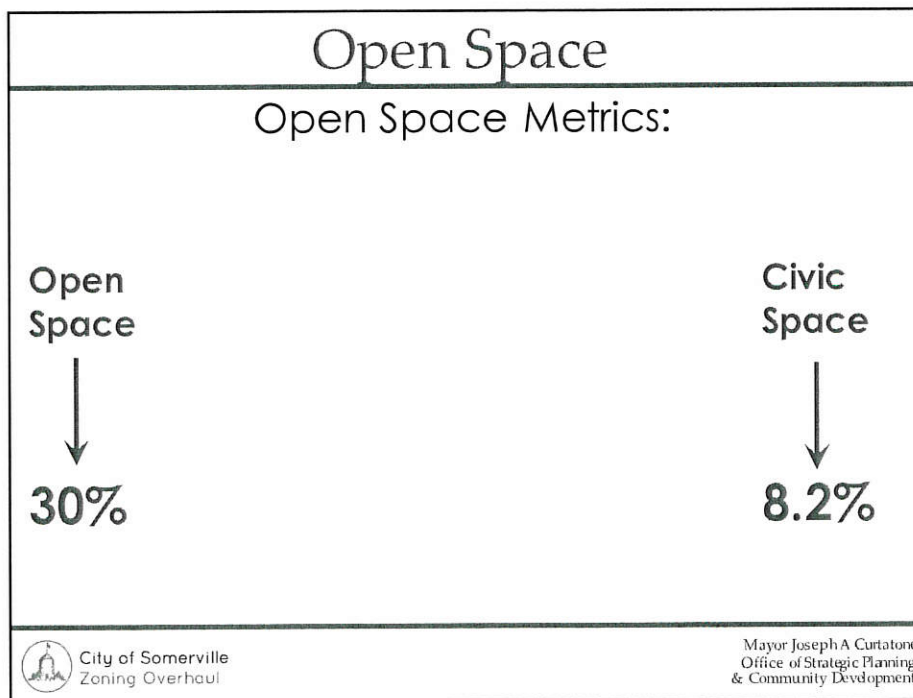 Open Space
Open Space Metrics:
Open
Space
30%
Civic
Space
8.2%
City of Somerville
Zoning Overhaul
Mayor Joseph A Curtatone
Office of Strategic Planning
& Community Development